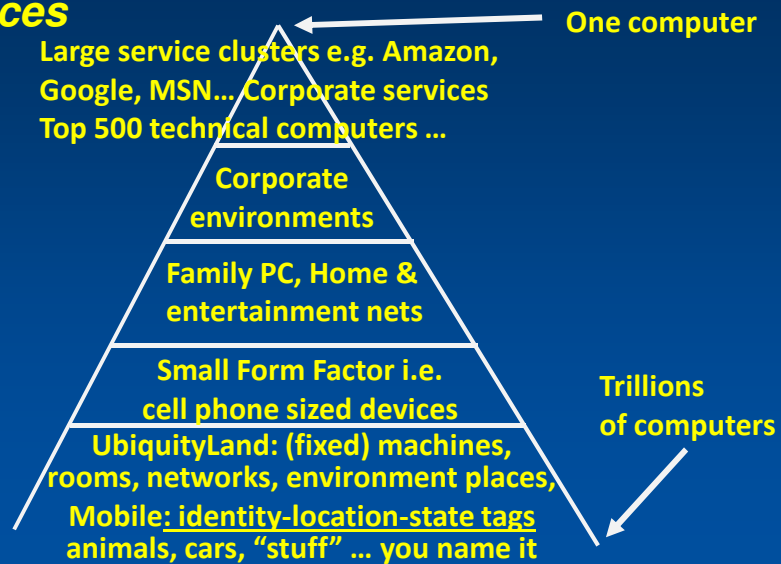 One computer
Large service clusters e.g. Amazon,
Google, MSN… Corporate services
Top 500 technical computers …
Corporate
environments
Family PC, Home &
entertainment nets
Small Form Factor i.e.
cell phone sized devices
Trillions
of computers
UbiquityLand: (fixed) machines,
rooms, networks, environment places,
Mobile: identity-location-state tags
animals, cars, “stuff” … you name it